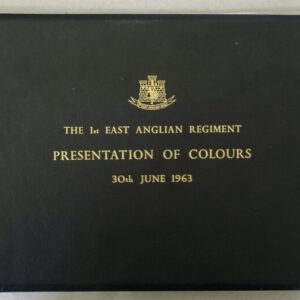 THE 1st EAST ANGLIAN REGIMENT
PRESENTATION OF COLOURS
30th JUNE 1963